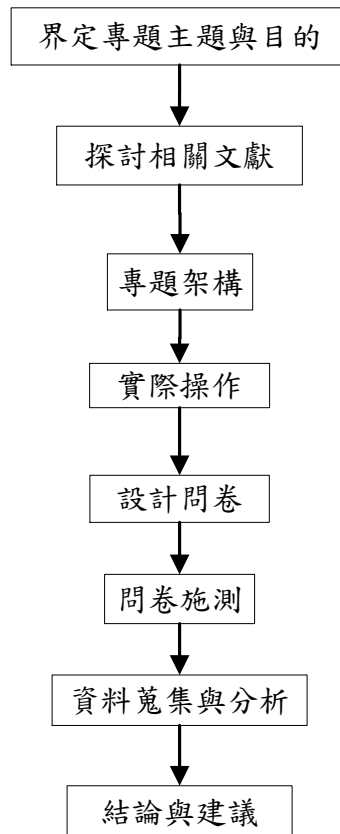 界定專題主題與目的
探討相關文獻
專題架構
實際操作
設計問卷
問卷施測
資料蒐集與分析
結論與建議